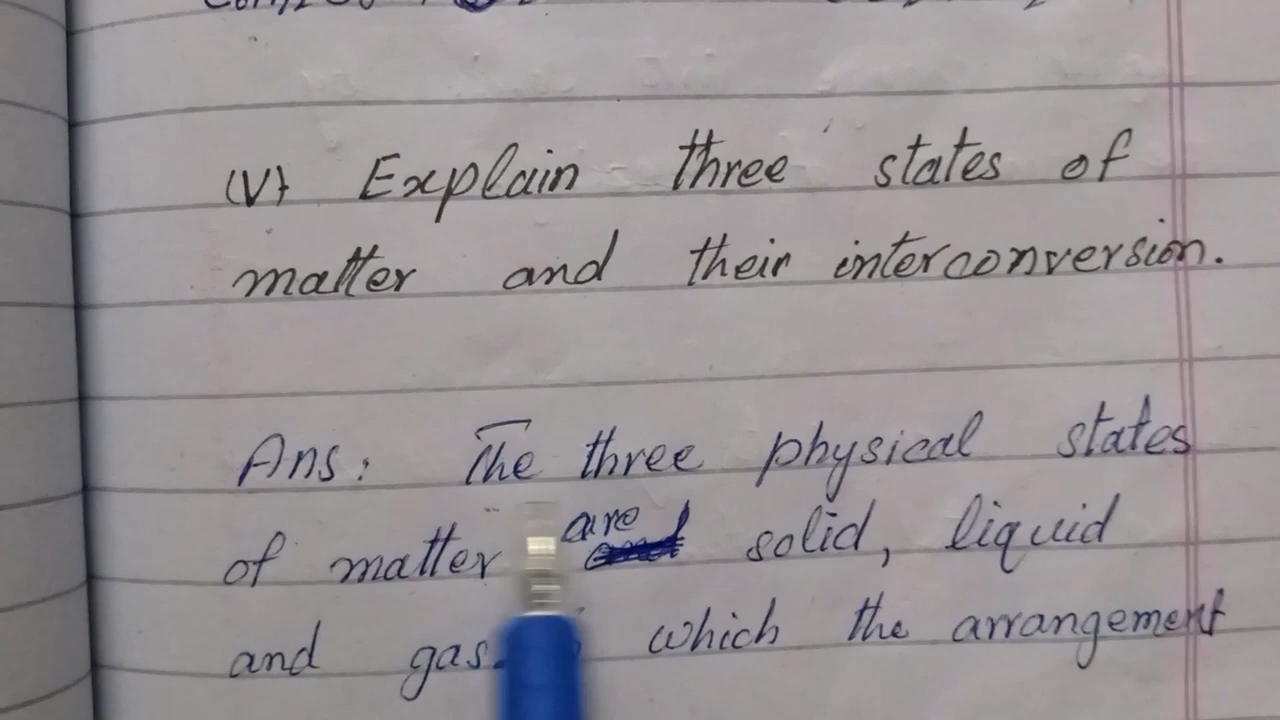 (V) Explain three states of
matter and their interconversion.
Ans: The three physical states
of matter are solid, liquid
and gas which the arrangement